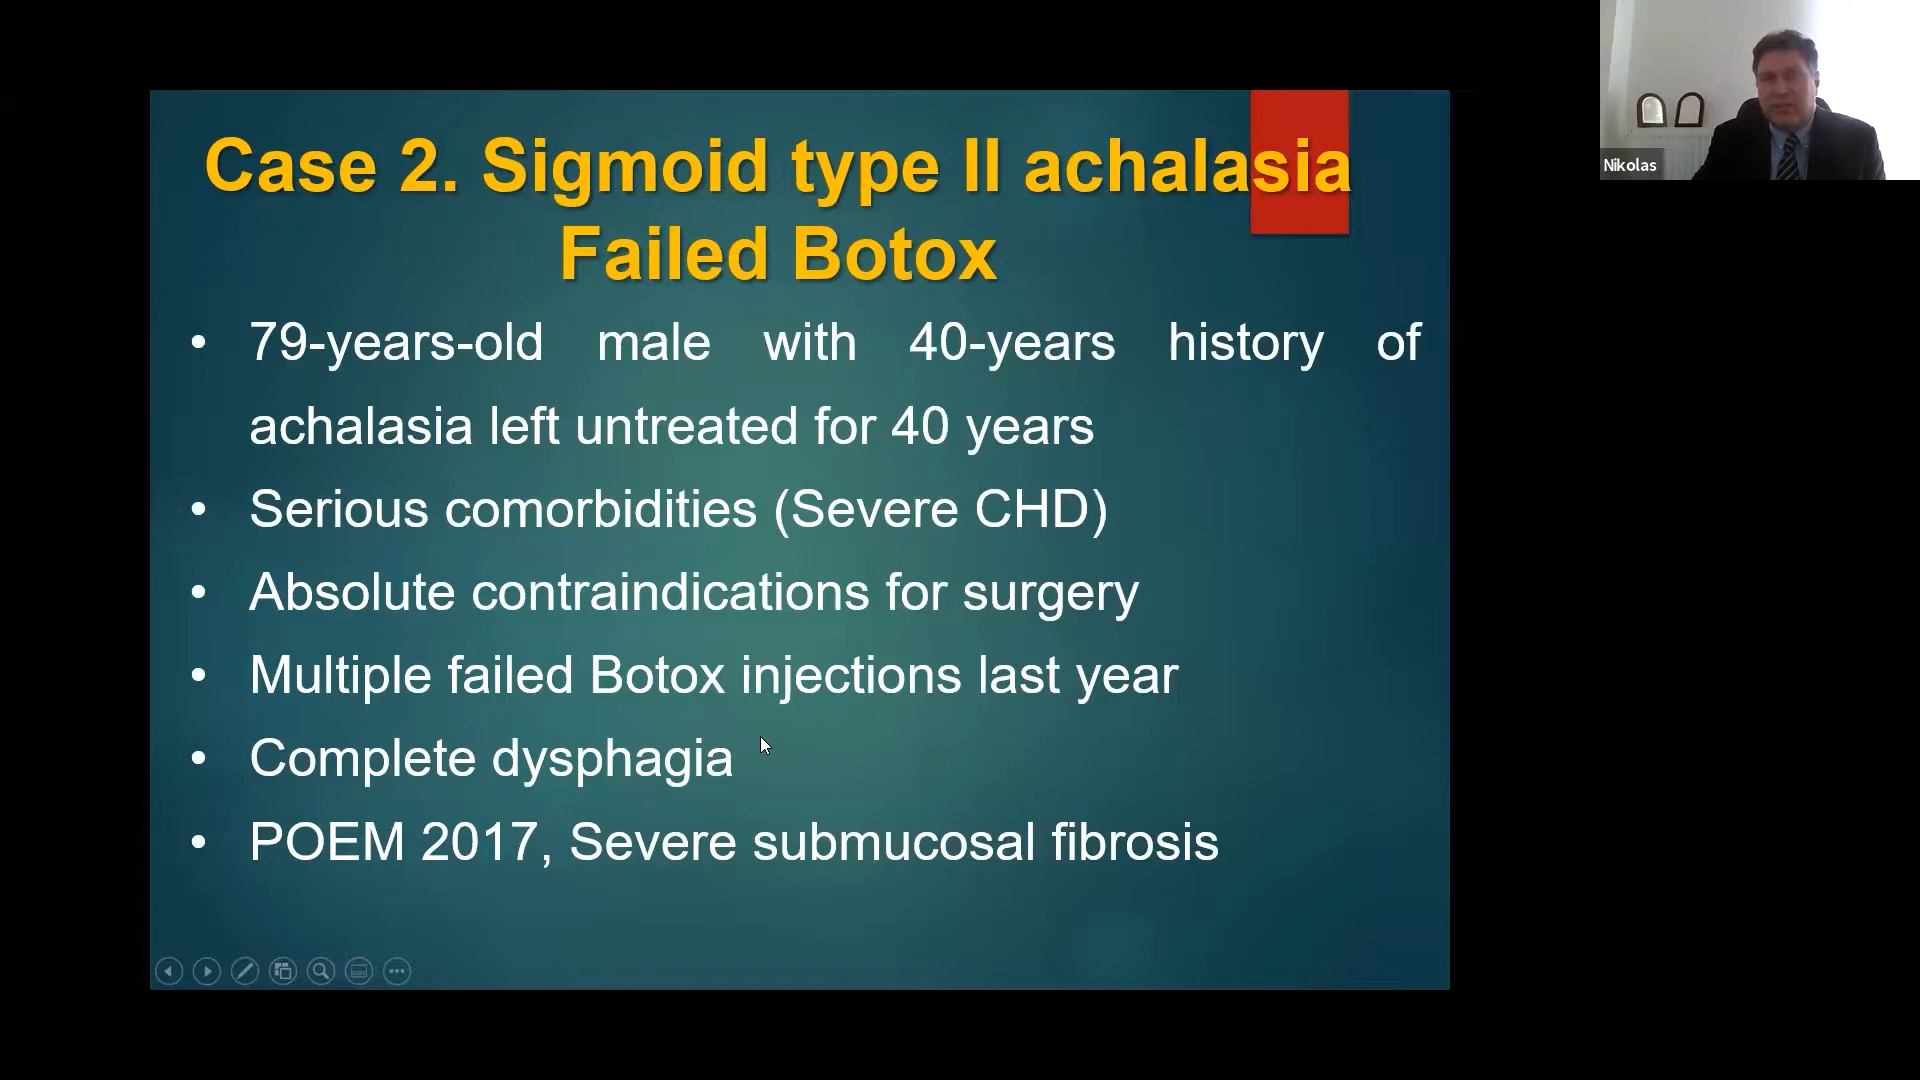 Case 2. Sigmoid type II achalasia
Failed Botox
• 79-years-old male with 40-years history of
achalasia left untreated for 40 years
• Serious comorbidities (Severe CHD)
• Absolute contraindications for surgery
• Multiple failed Botox injections last year
• Complete dysphagia
• POEM 2017, Severe submucosal fibrosis
Nikolas